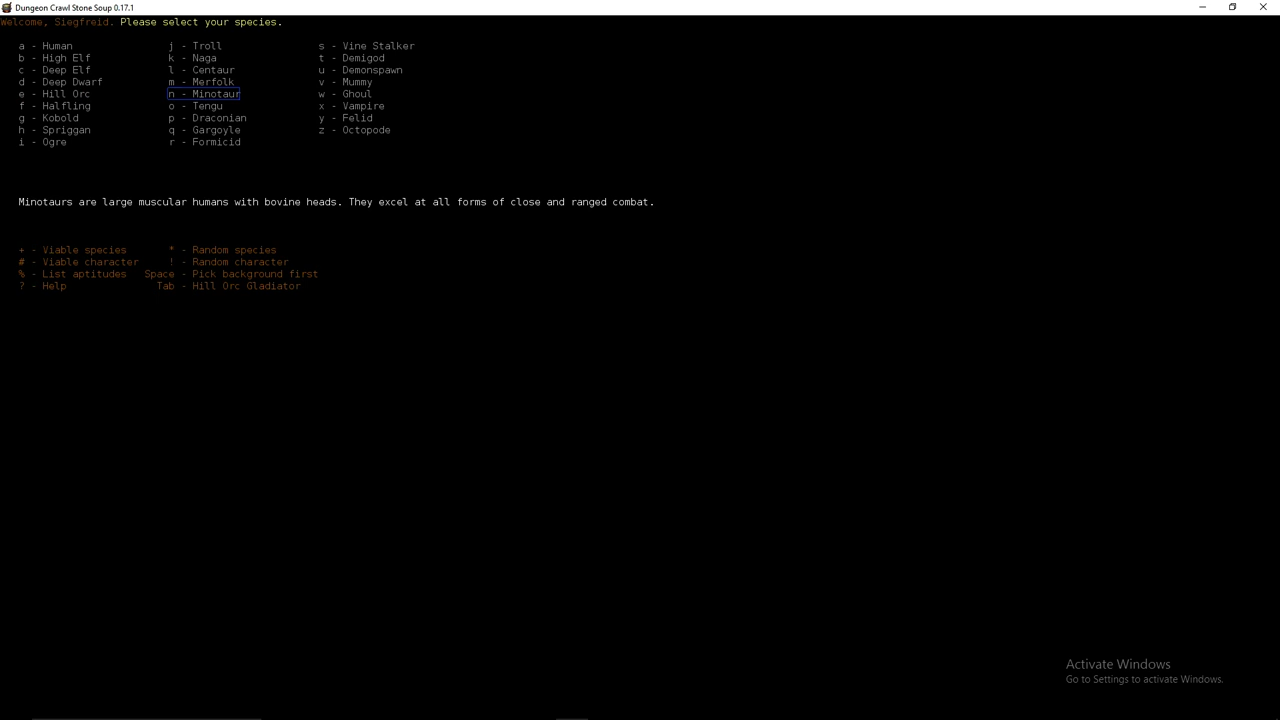 Dungeon Crawl Stone Soup 0.17.1
Welcome, Siegfreid. Please select your species.
a - Human j - Troll s - Vine Stalker
b - High Elf k - Naga t - Demigod
c - Deep Elf l - Centaur u - Demonspawn
d - Deep Dwarf m - Merfolk v - Mummy
e - Hill Orc n - Minotaur w - Ghoul
f - Halfling o - Tengu x - Vampire
g - Kobold p - Draconian y - Felid
h - Spriggan q - Gargoyle z - Octopode
i - Ogre r - Formicid
Minotaurs are large muscular humans with bovine heads. They excel at all forms of close and ranged combat.
+ - Viable species * - Random species
# - Viable character ! - Random character
% - List aptitudes Space - Pick background first
? - Help Tab - Hill Orc Gladiator
Activate Windows
Go to Settings to activate Windows.